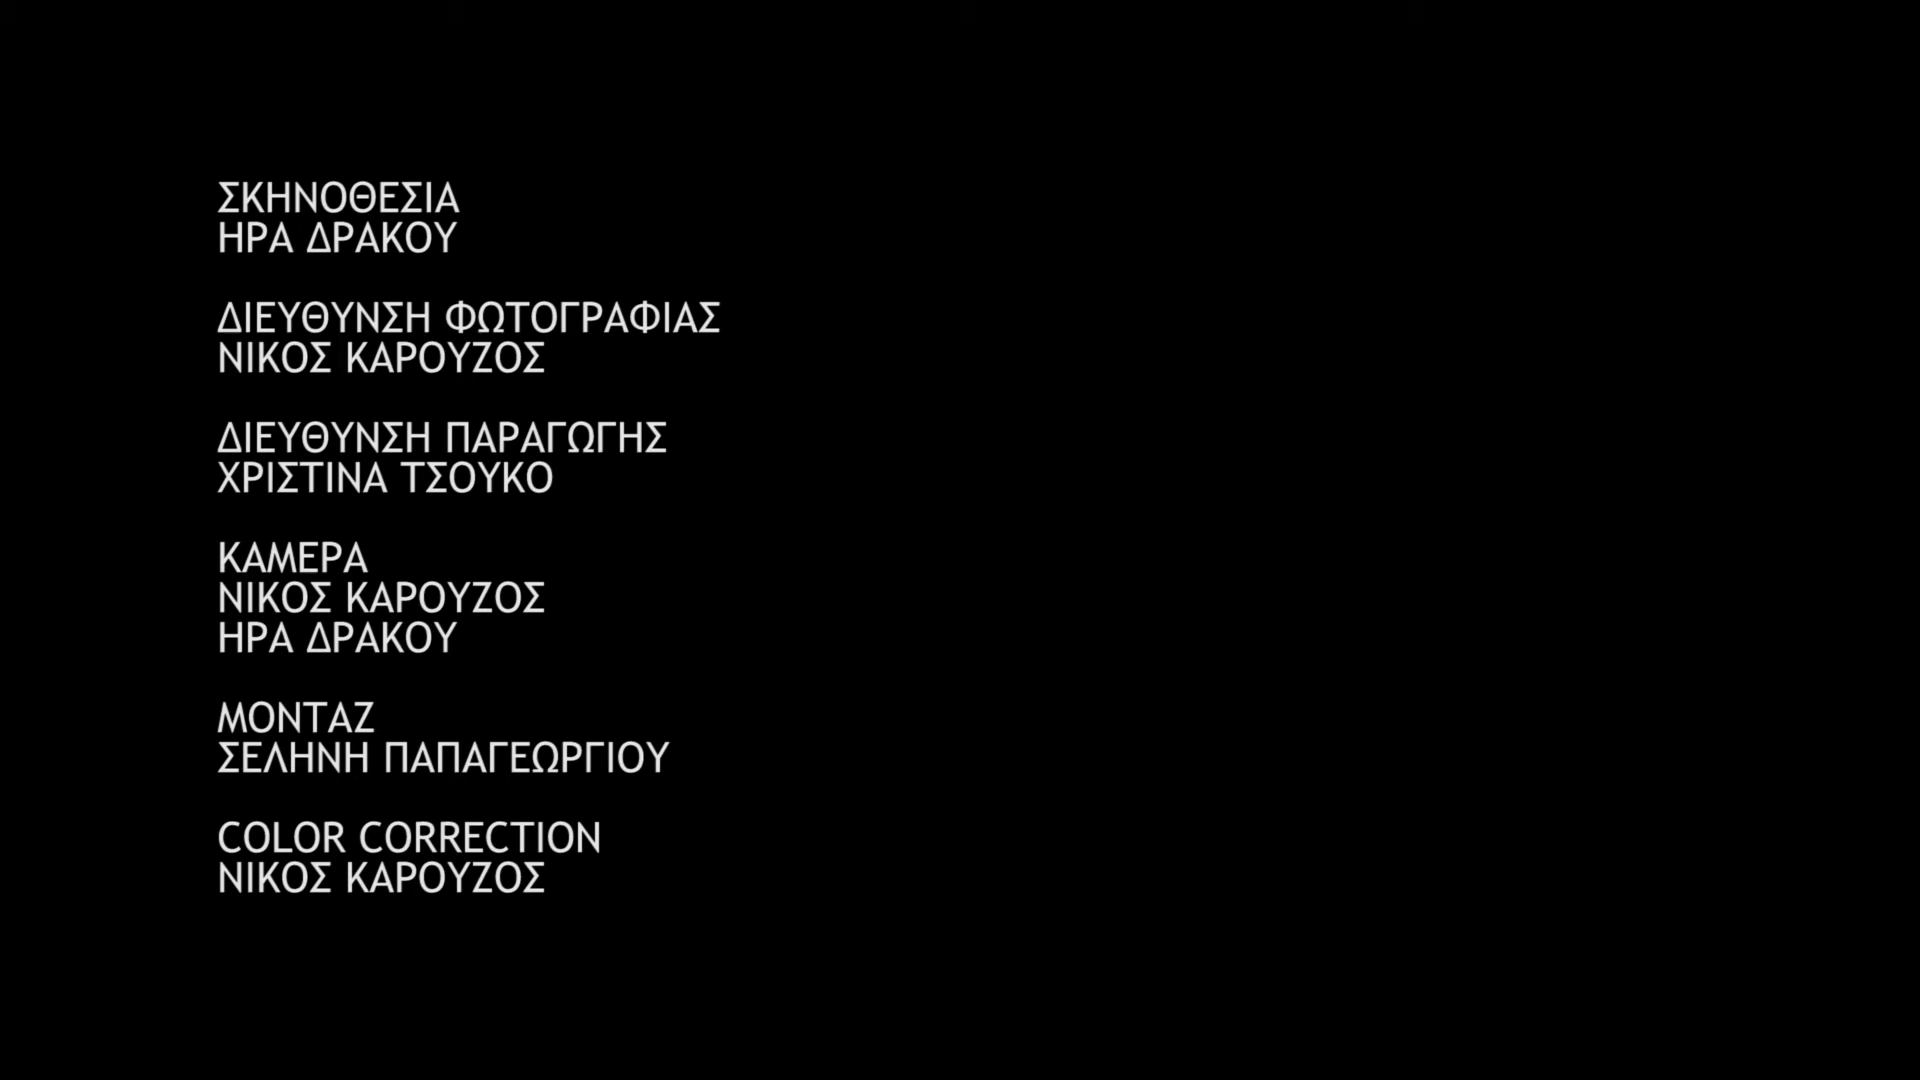 ΣΚΗΝΟΘΕΣΙΑ
ΗΡΑ ΔΡΑΚΟΥ
ΔΙΕΥΘΥΝΣΗ ΦΩΤΟΓΡΑΦΙΑΣ
ΝΙΚΟΣ ΚΑΡΟΥΖΟΣ
ΔΙΕΥΘΥΝΣΗ ΠΑΡΑΓΩΓΗΣ
ΧΡΙΣΤΙΝΑ ΤΣΟΥΚΟ
ΚΑΜΕΡΑ
ΝΙΚΟΣ ΚΑΡΟΥΖΟΣ
ΗΡΑ ΔΡΑΚΟΥ
ΜΟΝΤΑΖ
ΣΕΛΗΝΗ ΠΑΠΑΓΕΩΡΓΙΟΥ
COLOR CORRECTION
ΝΙΚΟΣ ΚΑΡΟΥΖΟΣ